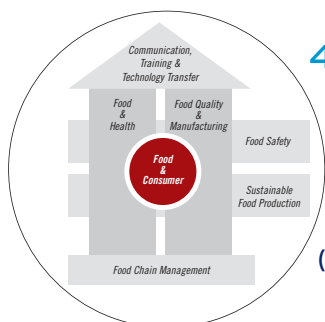 Communication,
Training &
Technology Transfer
Food
&
Health
Food Quality
&
Manufacturing
Food Safety
Food
&
Consumer
Sustainable
Food Production
Food Chain Management
(